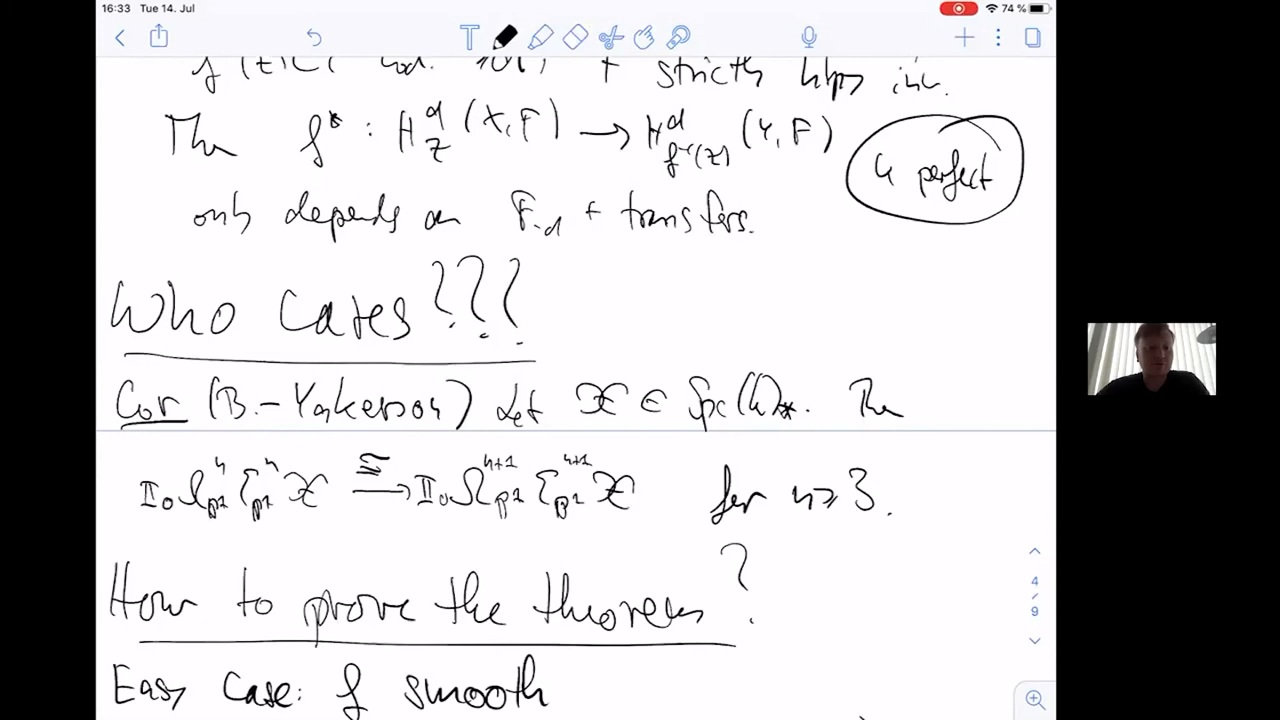 16:33 Tue 14. Jul 74 %
+ strictly htpy inv.
Then f* : H^d_Z (X, F) → H^d_{f^{-1}(Z)} (Y, F)
k perfect
only depends on F_{-d} + transfers.
Who cares???
Cor (B.-Yakerson) Let 𝒳 ∈ Spc(k)_*. Then
π_0 Ω^n_{P^1} Σ^n_{P^1} 𝒳 →^≅ π_0 Ω^{n+1}_{P^1} Σ^{n+1}_{P^1} 𝒳 for n ≥ 3.
How to prove the theorem?
4 / 9
Easy case: f smooth